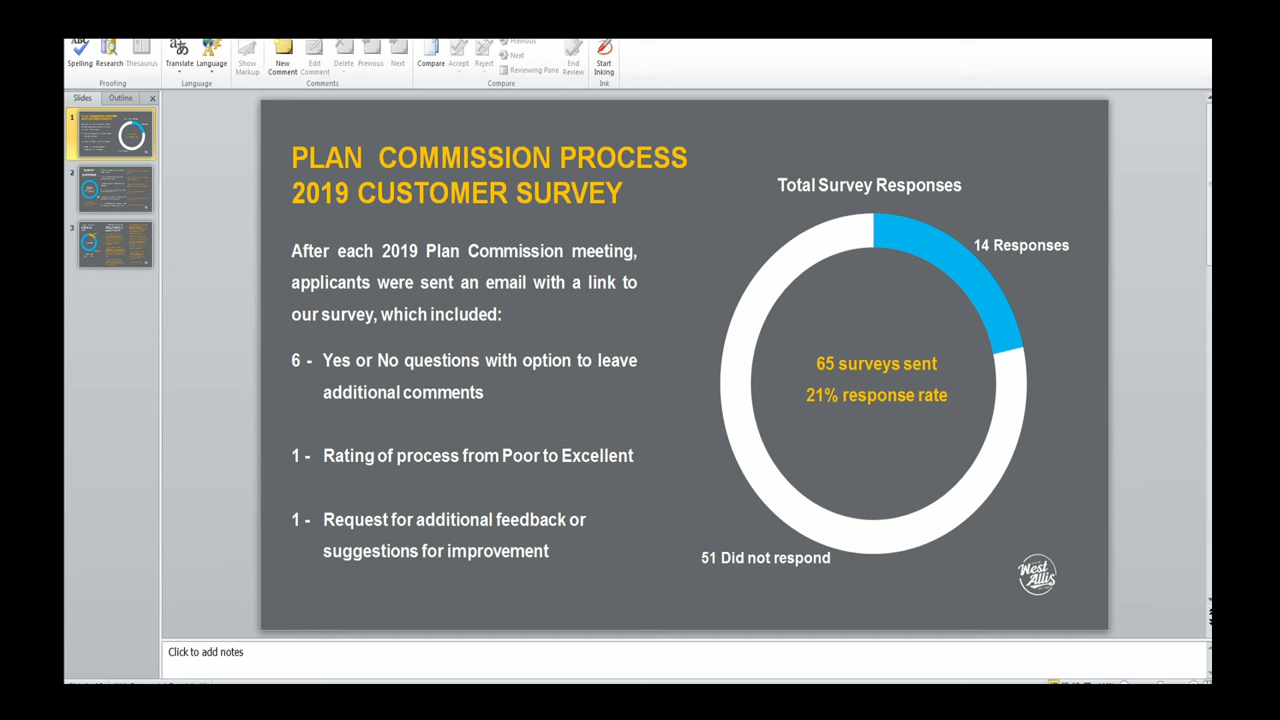 ABC
Spelling Research Thesaurus
Proofing
Translate Language
Language
Show Markup
New Comment
Edit Comment
Delete Previous Next
Comments
Compare Accept Reject
Previous
Next
Reviewing Pane
End Review
Compare
Start Inking
Ink
Slides Outline
1
2
3
PLAN COMMISSION PROCESS
2019 CUSTOMER SURVEY
After each 2019 Plan Commission meeting,
applicants were sent an email with a link to
our survey, which included:
6 - Yes or No questions with option to leave
additional comments
1 - Rating of process from Poor to Excellent
1 - Request for additional feedback or
suggestions for improvement
Total Survey Responses
14 Responses
65 surveys sent
21% response rate
51 Did not respond
West
Allis
Click to add notes